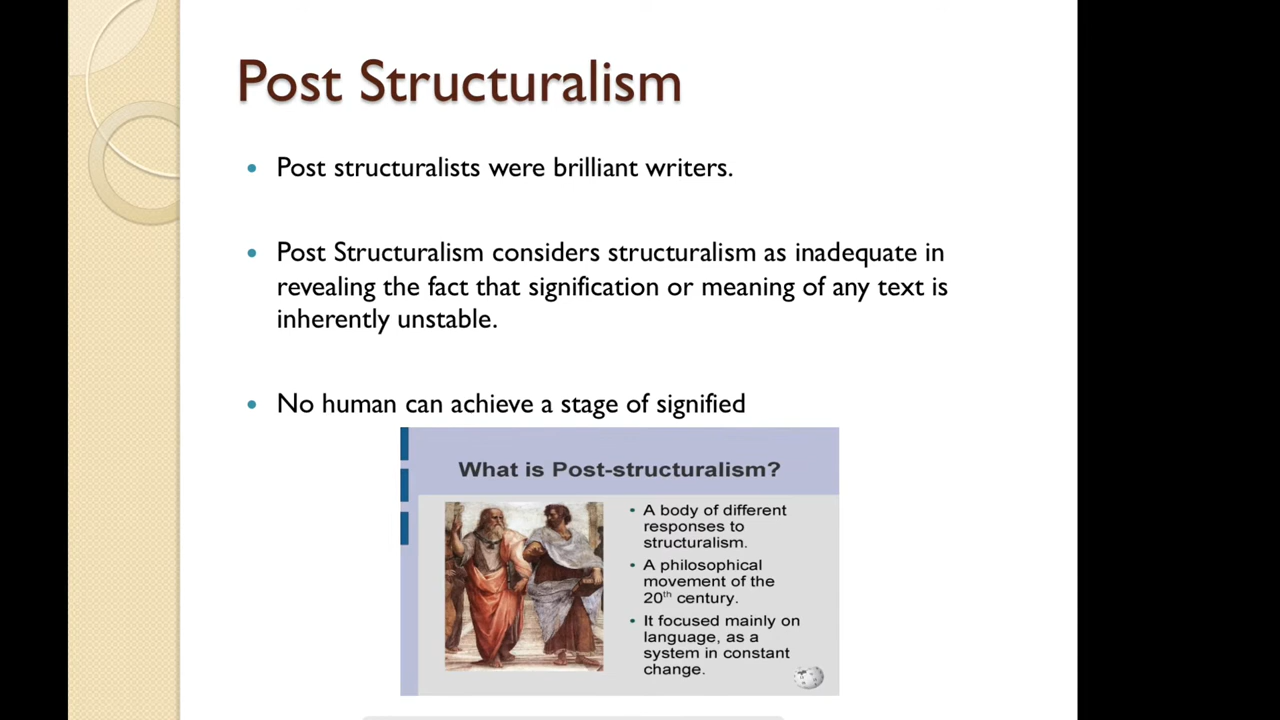 Post Structuralism
• Post structuralists were brilliant writers.
• Post Structuralism considers structuralism as inadequate in
revealing the fact that signification or meaning of any text is
inherently unstable.
• No human can achieve a stage of signified
What is Post-structuralism?
• A body of different
responses to
structuralism.
• A philosophical
movement of the
20th century.
• It focused mainly on
language, as a
system in constant
change.